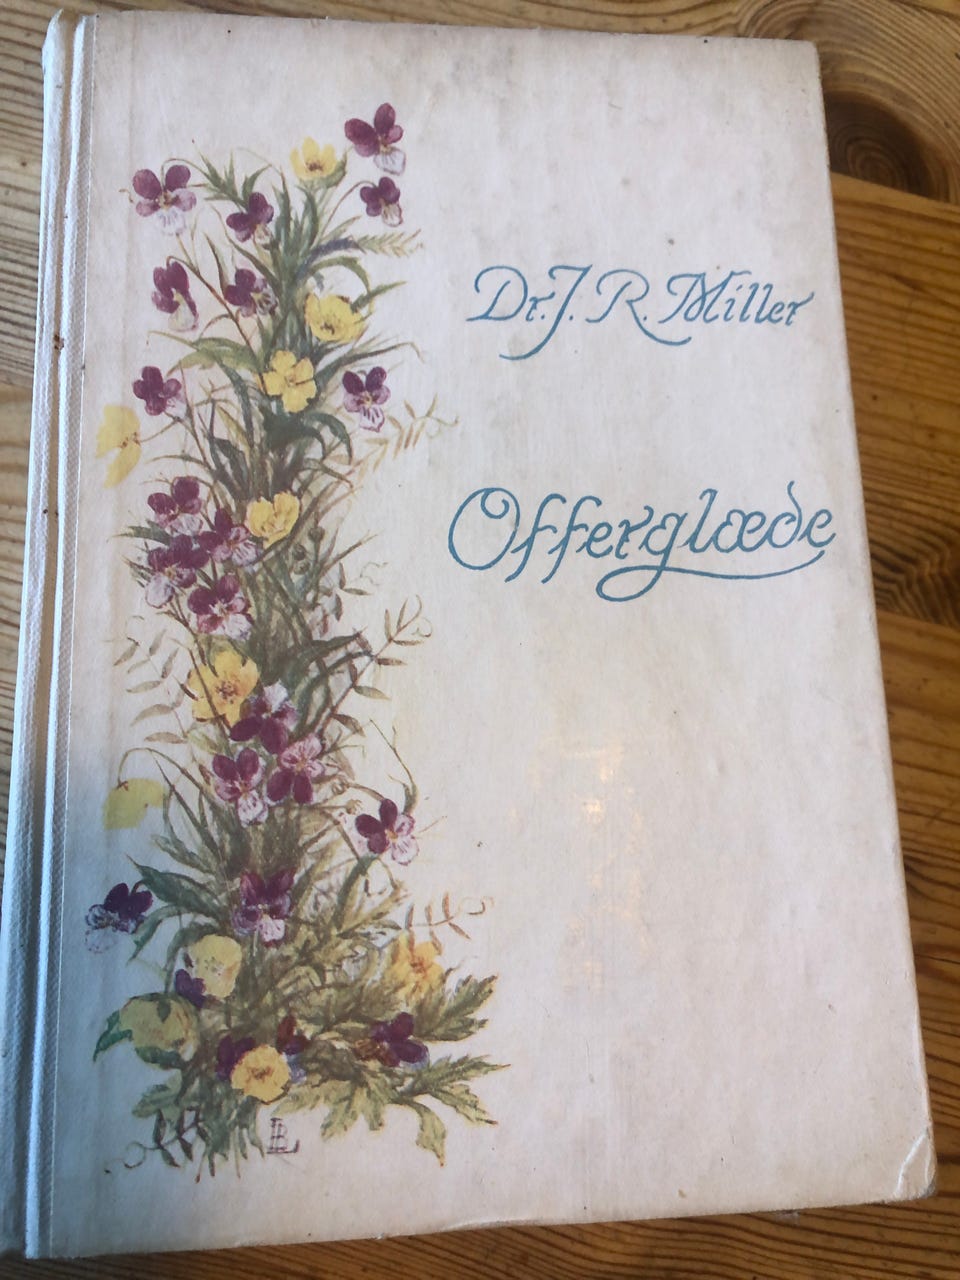 Dr. J. R. Miller
Offerglæde